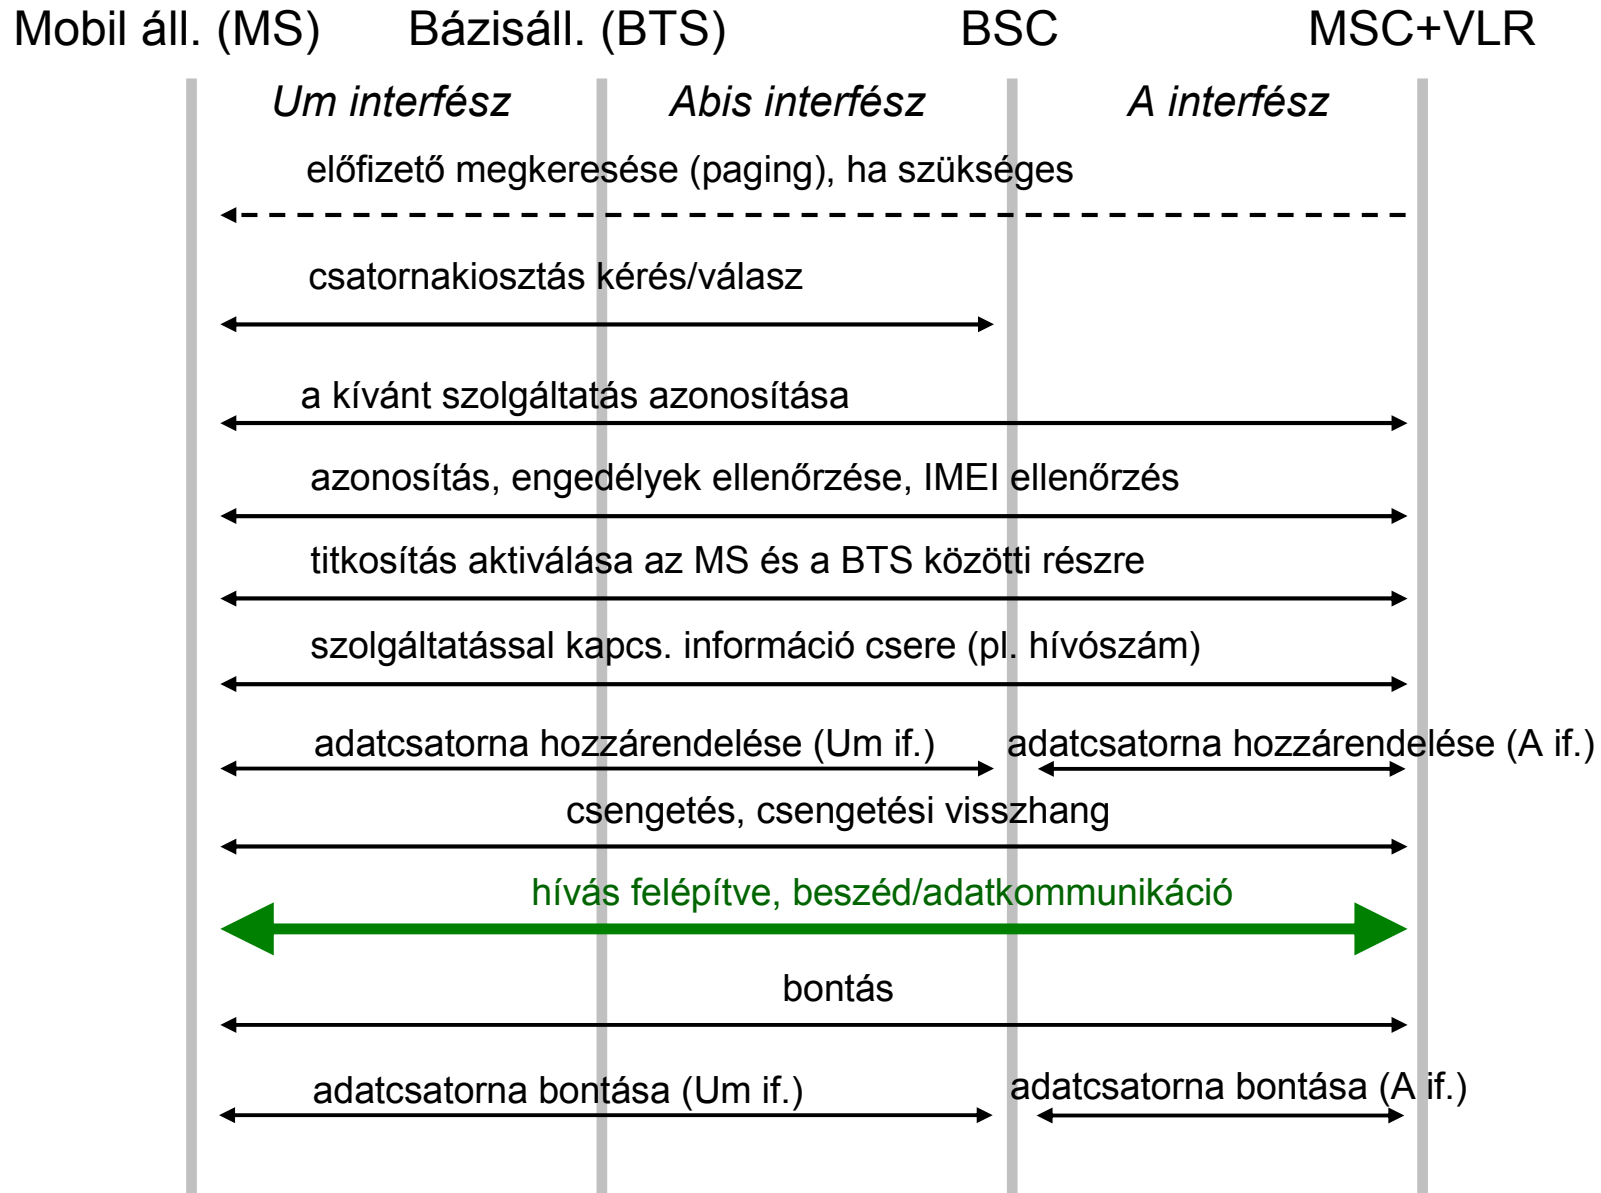 Mobil áll. (MS) Bázisáll. (BTS) BSC MSC+VLR
Um interfész Abis interfész A interfész
előfizető megkeresése (paging), ha szükséges
csatornakiosztás kérés/válasz
a kívánt szolgáltatás azonosítása
azonosítás, engedélyek ellenőrzése, IMEI ellenőrzés
titkosítás aktiválása az MS és a BTS közötti részre
szolgáltatással kapcs. információ csere (pl. hívószám)
adatcsatorna hozzárendelése (Um if.) adatcsatorna hozzárendelése (A if.)
csengetés, csengetési visszhang
hívás felépítve, beszéd/adatkommunikáció
bontás
adatcsatorna bontása (Um if.) adatcsatorna bontása (A if.)